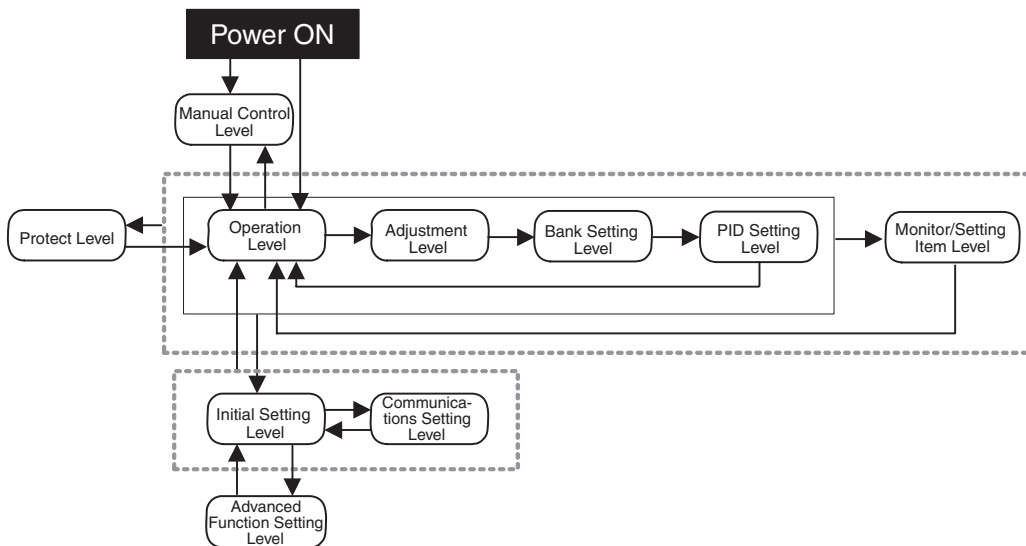 Power ON
Manual Control
Level
Protect Level
Operation
Level
Adjustment
Level
Bank Setting
Level
PID Setting
Level
Monitor/Setting
Item Level
Initial Setting
Level
Communica-
tions Setting
Level
Advanced
Function Setting
Level